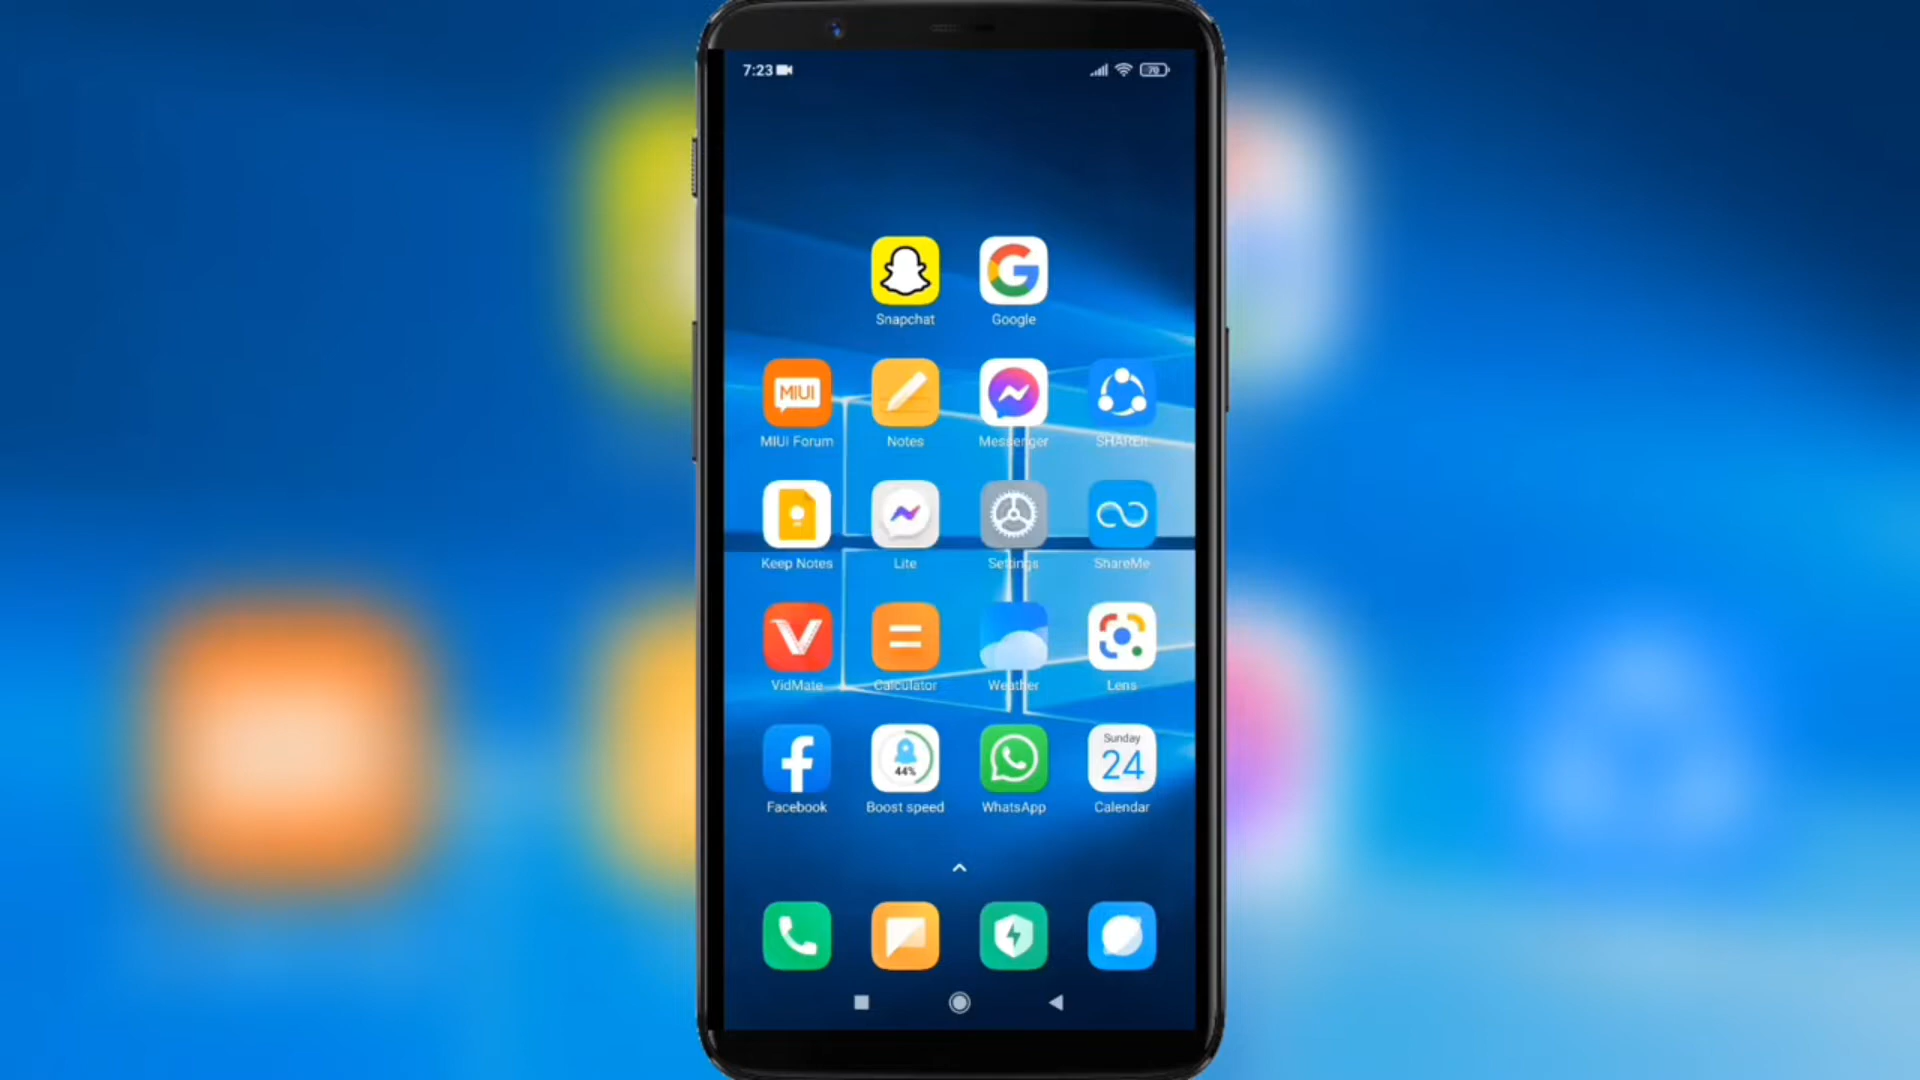 7:23 70
Snapchat Google
MIUI
MIUI Forum Notes Messenger SHAREit
Keep Notes Lite Settings ShareMe
VidMate Calculator Weather Lens
Sunday
44% 24
Facebook Boost speed WhatsApp Calendar